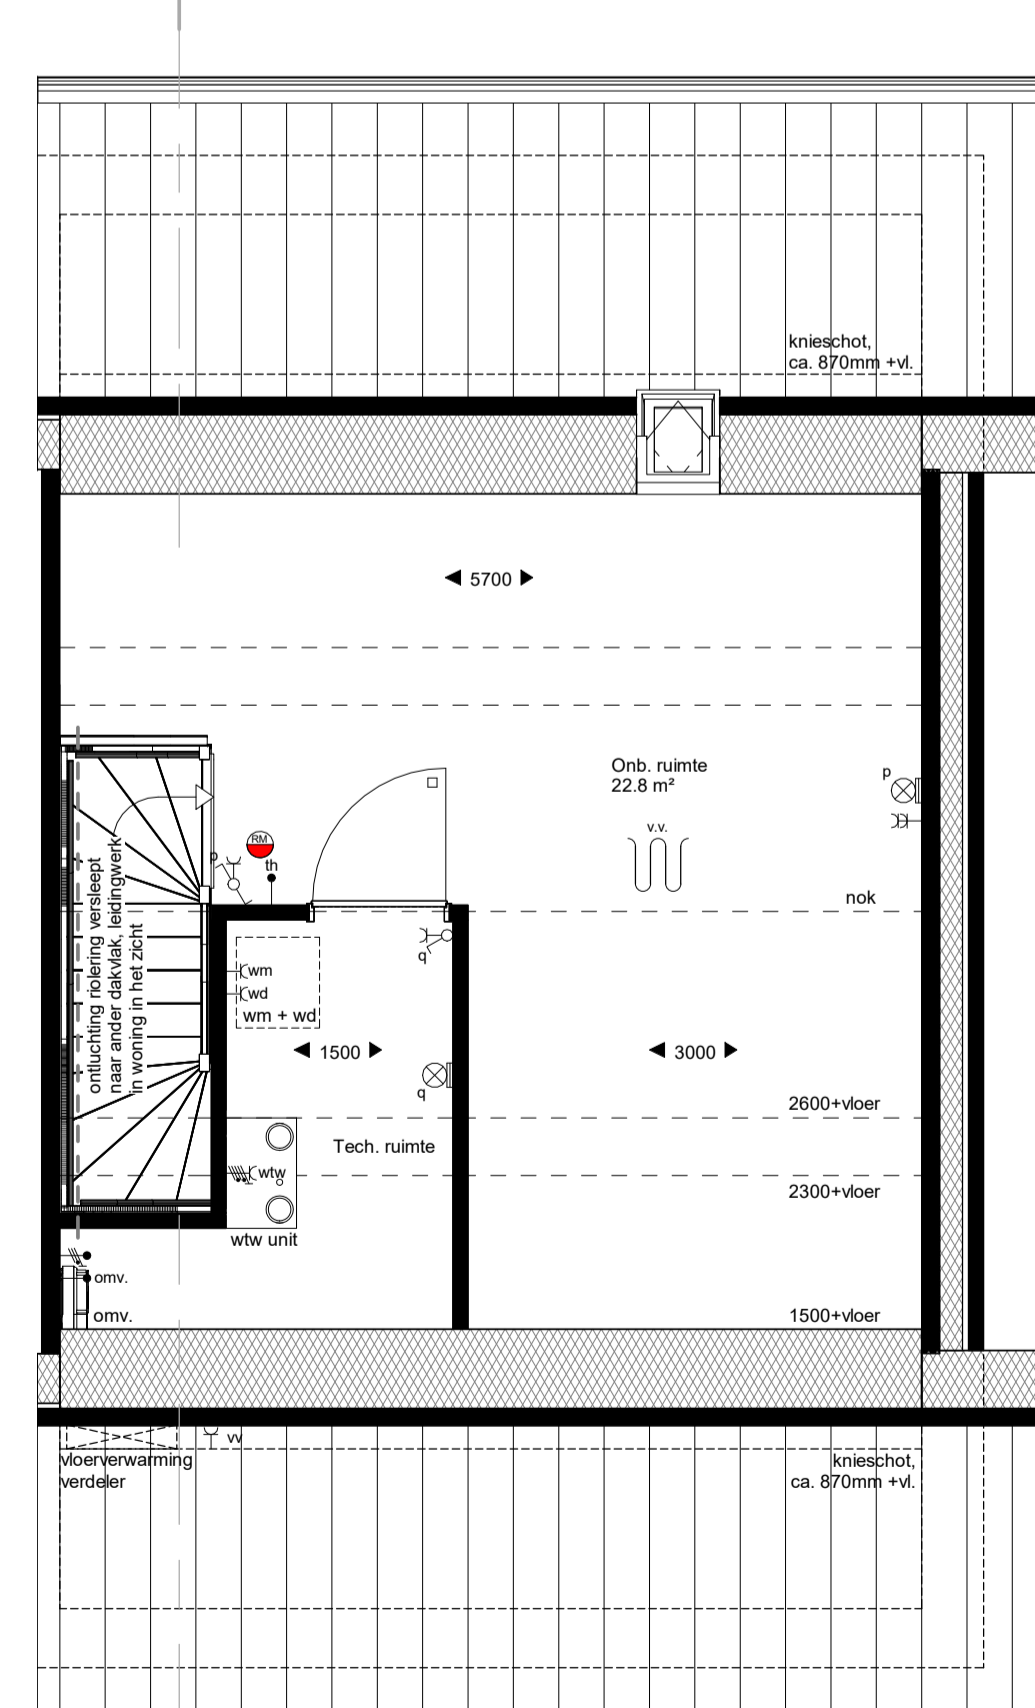 knieschot,
ca. 870mm +vl.
5700
Onb. ruimte
22.8 m²
p
v.v.
RM
p
th
nok
ontluchting riolering versleept
naar ander dakvlak, leidingwerk
in woning in het zicht
q
wm
wd
wm + wd
1500
3000
q
2600+vloer
Tech. ruimte
wtw
2300+vloer
wtw unit
omv.
omv.
1500+vloer
vv
vloerverwarming
verdeler
knieschot,
ca. 870mm +vl.